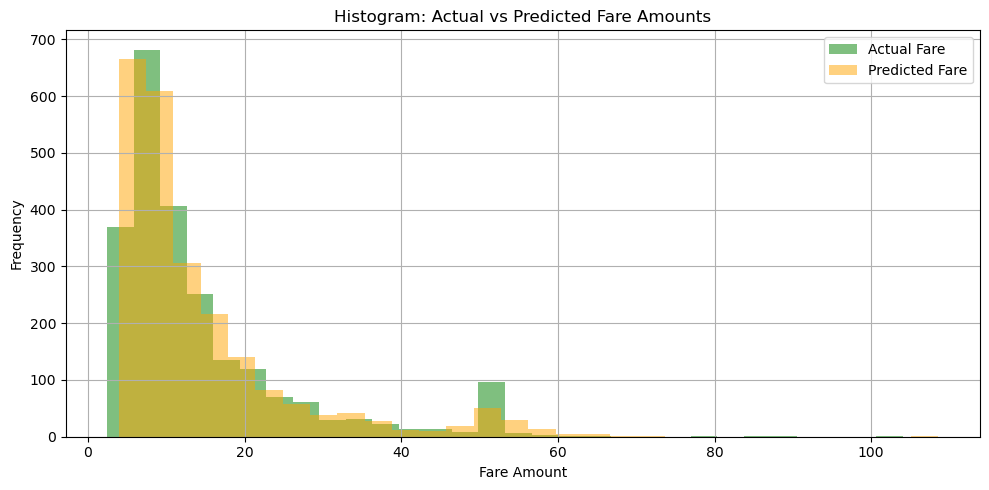 Histogram: Actual vs Predicted Fare Amounts
Actual Fare
Predicted Fare
Frequency
700
600
500
400
300
200
100
0
0 20 40 60 80 100
Fare Amount